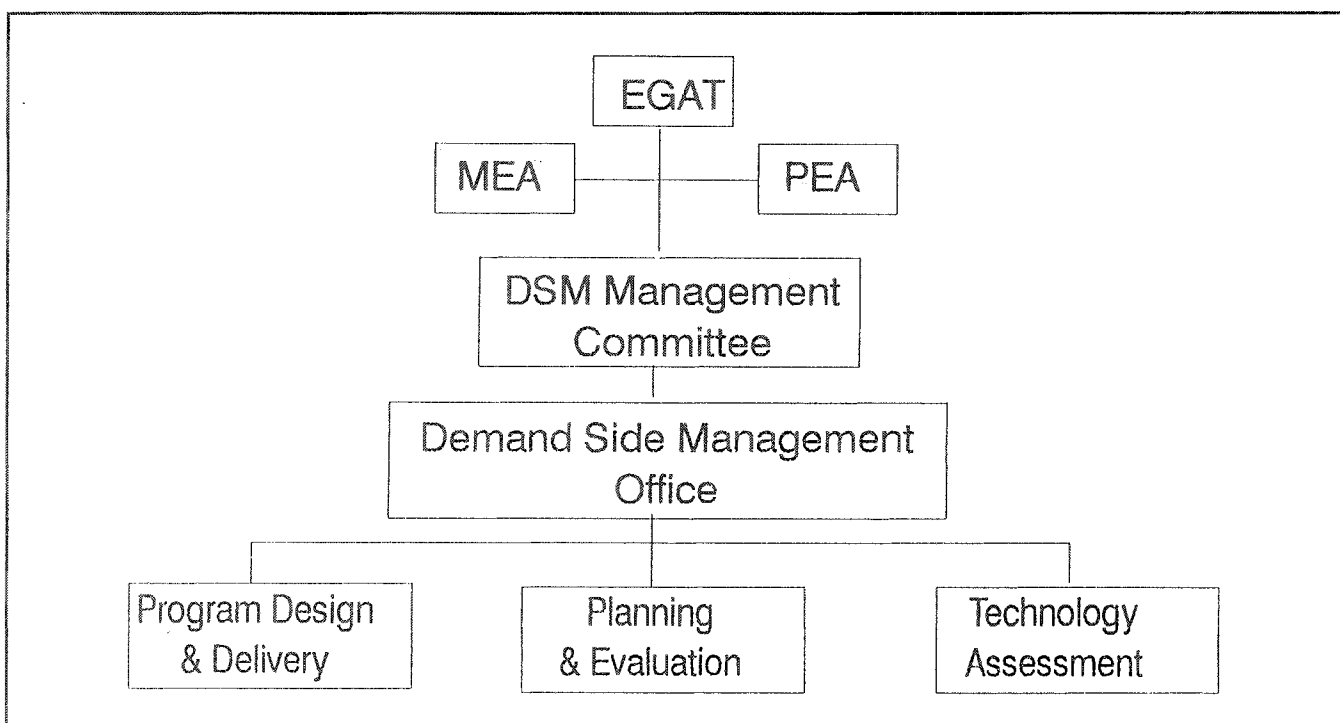 EGAT
MEA
PEA
DSM Management
Committee
Demand Side Management
Office
Program Design
& Delivery
Planning
& Evaluation
Technology
Assessment